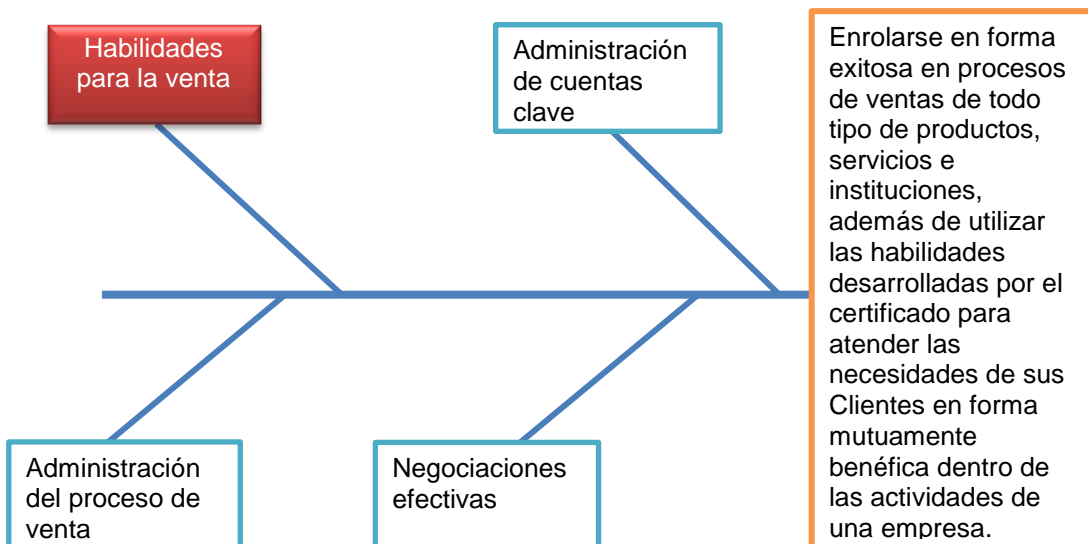 Habilidades
para la venta
Administración
de cuentas
clave
Enrolarse en forma
exitosa en procesos
de ventas de todo
tipo de productos,
servicios e
instituciones,
además de utilizar
las habilidades
desarrolladas por el
certificado para
atender las
necesidades de sus
Clientes en forma
mutuamente
benéfica dentro de
las actividades de
una empresa.
Administración
del proceso de
venta
Negociaciones
efectivas